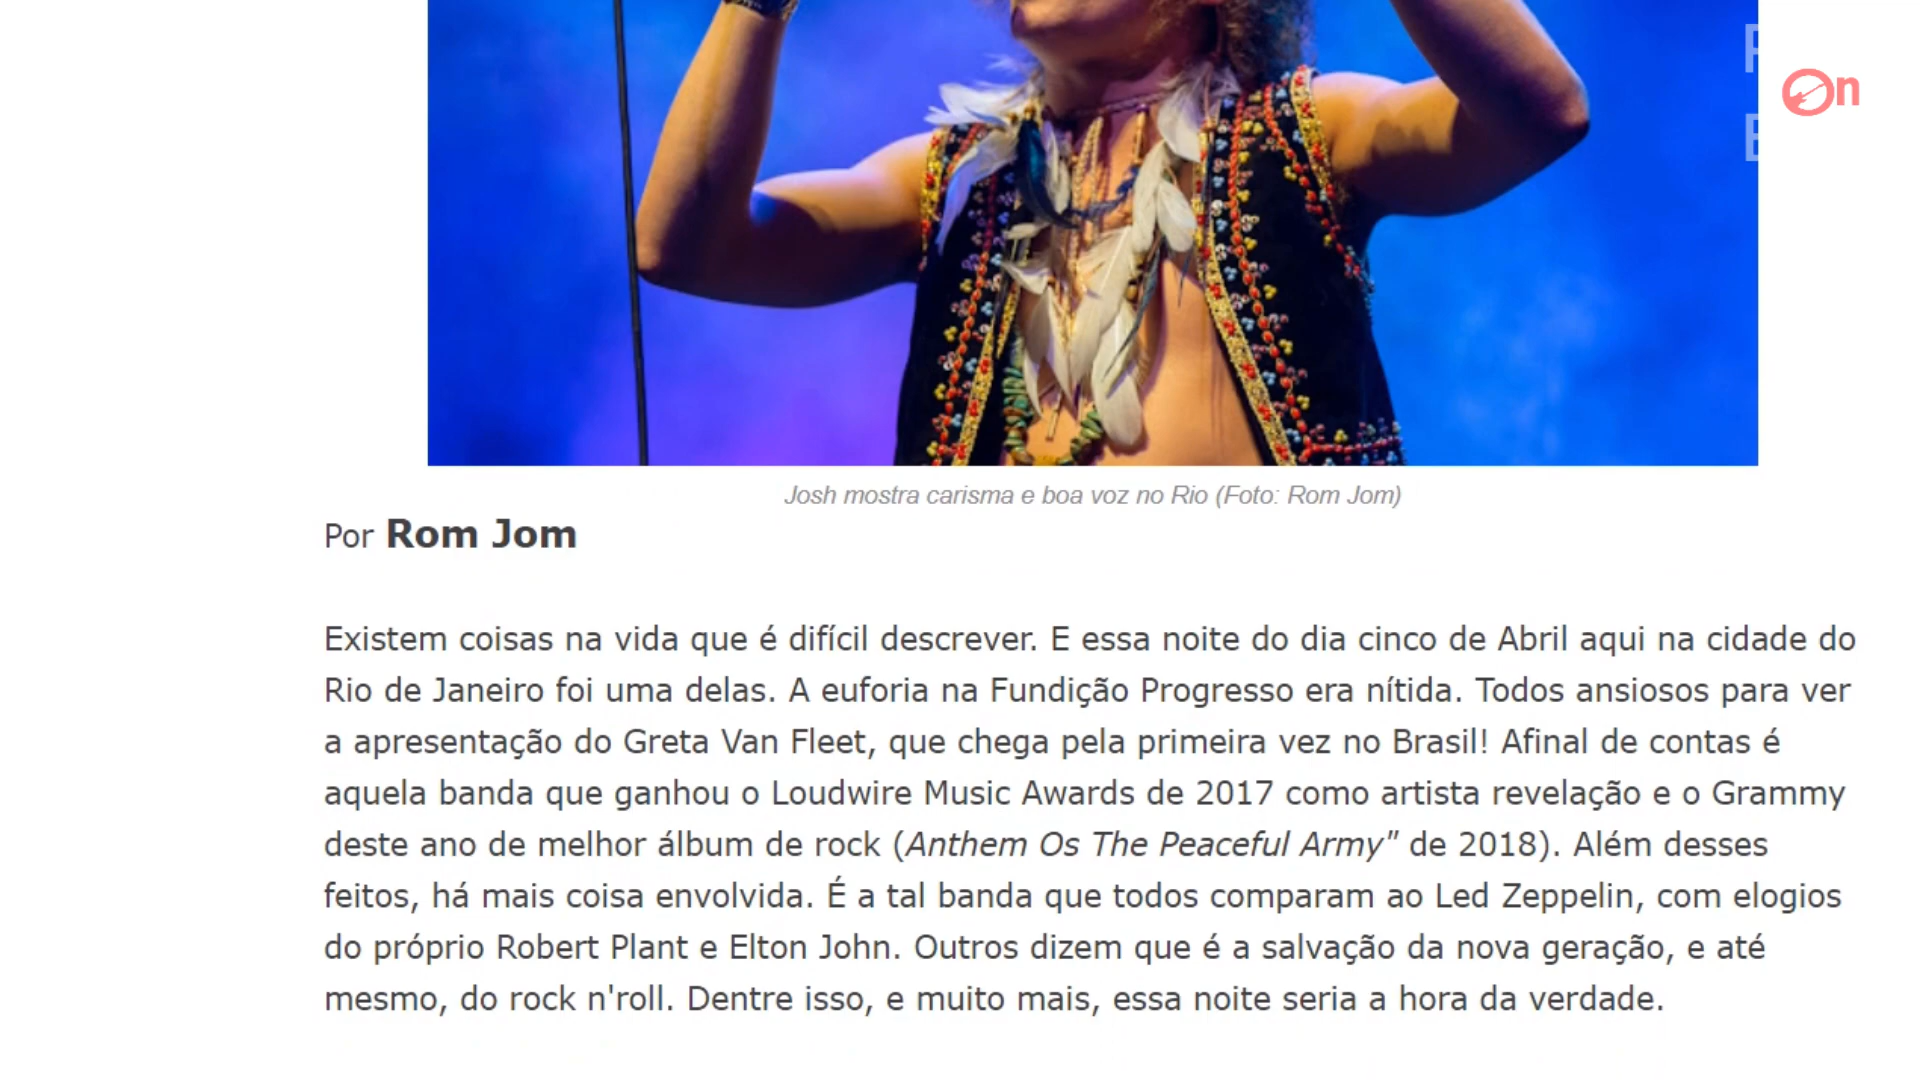 On
Josh mostra carisma e boa voz no Rio (Foto: Rom Jom)
Por Rom Jom
Existem coisas na vida que é difícil descrever. E essa noite do dia cinco de Abril aqui na cidade do
Rio de Janeiro foi uma delas. A euforia na Fundição Progresso era nítida. Todos ansiosos para ver
a apresentação do Greta Van Fleet, que chega pela primeira vez no Brasil! Afinal de contas é
aquela banda que ganhou o Loudwire Music Awards de 2017 como artista revelação e o Grammy
deste ano de melhor álbum de rock (Anthem Os The Peaceful Army" de 2018). Além desses
feitos, há mais coisa envolvida. É a tal banda que todos comparam ao Led Zeppelin, com elogios
do próprio Robert Plant e Elton John. Outros dizem que é a salvação da nova geração, e até
mesmo, do rock n'roll. Dentre isso, e muito mais, essa noite seria a hora da verdade.